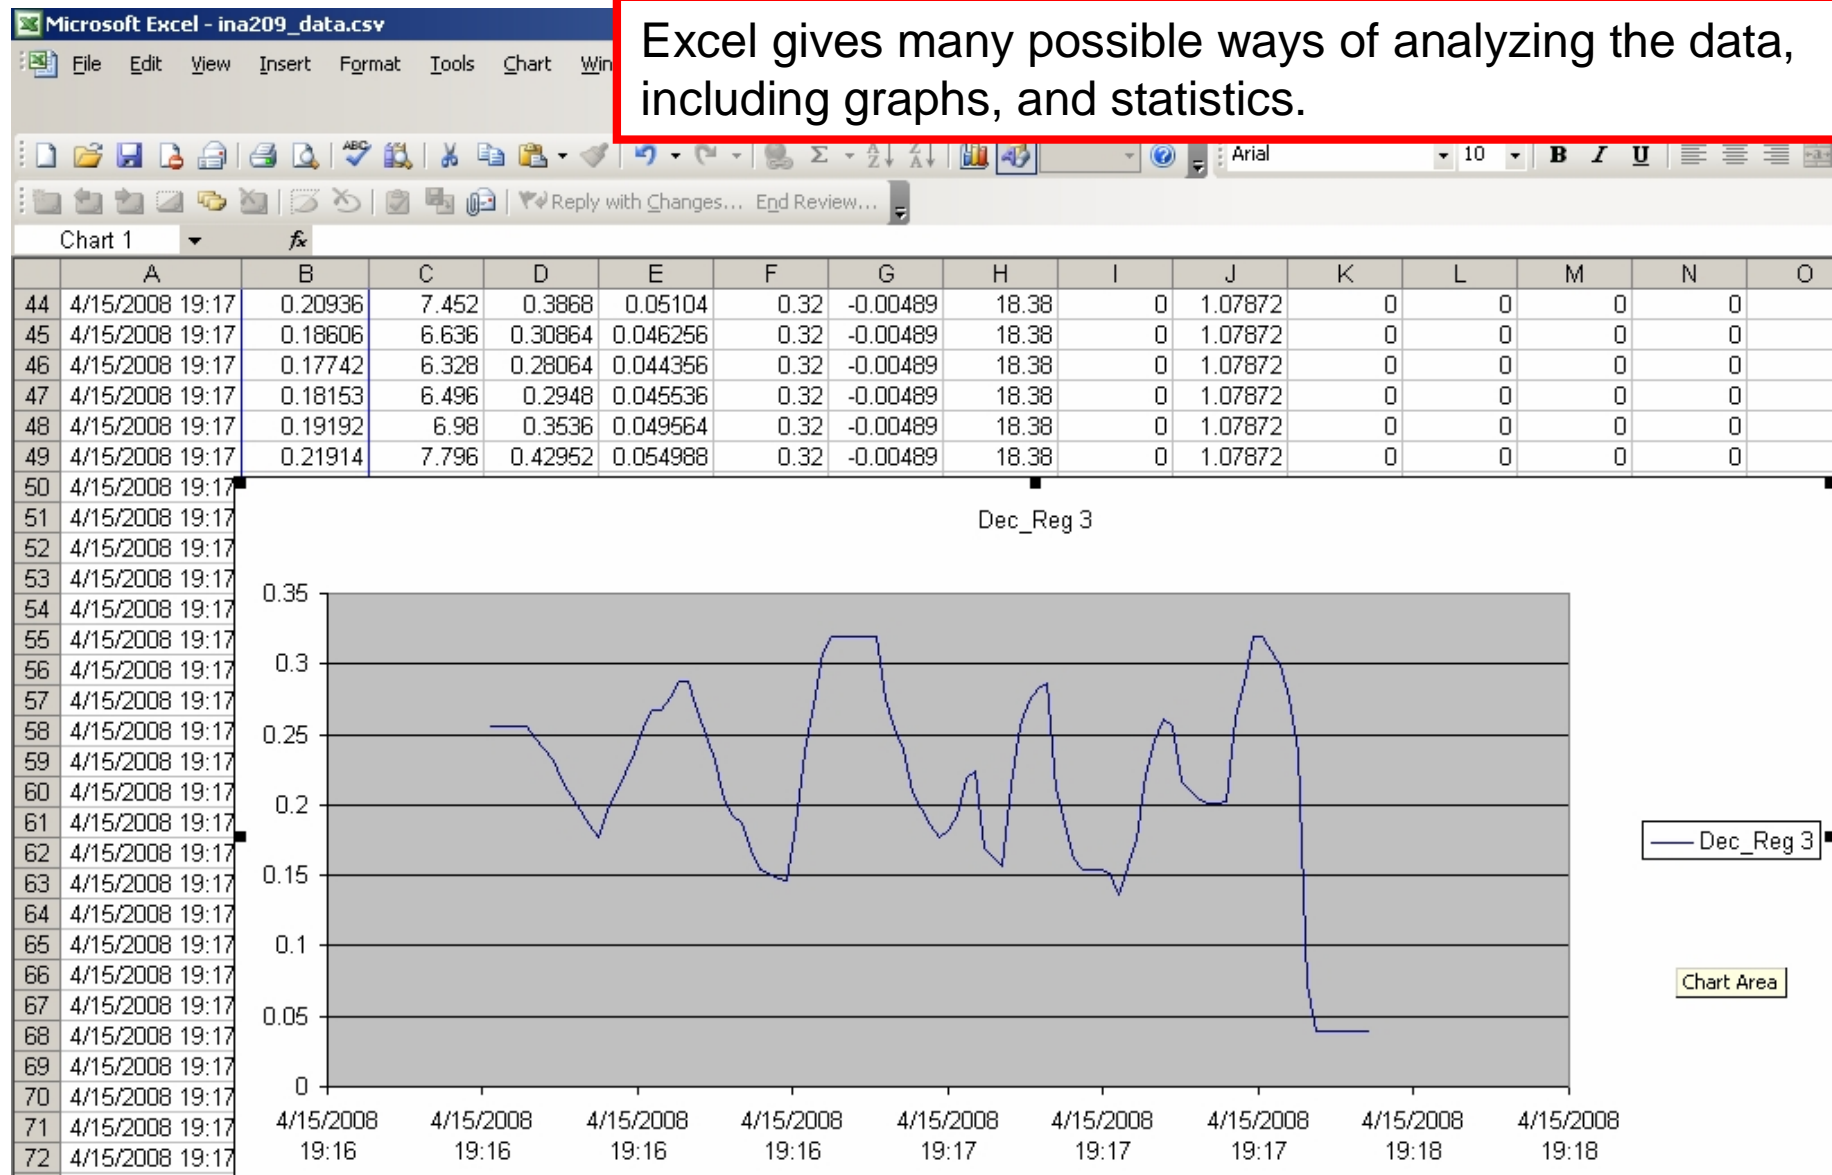 Microsoft Excel - ina209_data.csv
Excel gives many possible ways of analyzing the data,
including graphs, and statistics.
File Edit View Insert Format Tools Chart
Arial 10 B I U
Reply with Changes... End Review...
Chart 1 fx
A B C D E F G H I J K L M N O
44 4/15/2008 19:17 0.20936 7.452 0.3868 0.05104 0.32 -0.00489 18.38 0 1.07872 0 0 0 0
45 4/15/2008 19:17 0.18606 6.636 0.30864 0.046256 0.32 -0.00489 18.38 0 1.07872 0 0 0 0
46 4/15/2008 19:17 0.17742 6.328 0.28064 0.044356 0.32 -0.00489 18.38 0 1.07872 0 0 0 0
47 4/15/2008 19:17 0.18153 6.496 0.2948 0.045536 0.32 -0.00489 18.38 0 1.07872 0 0 0 0
48 4/15/2008 19:17 0.19192 6.98 0.3536 0.049564 0.32 -0.00489 18.38 0 1.07872 0 0 0 0
49 4/15/2008 19:17 0.21914 7.796 0.42952 0.054988 0.32 -0.00489 18.38 0 1.07872 0 0 0 0
50 4/15/2008 19:17
51 4/15/2008 19:17
52 4/15/2008 19:17
53 4/15/2008 19:17
54 4/15/2008 19:17
55 4/15/2008 19:17
56 4/15/2008 19:17
57 4/15/2008 19:17
58 4/15/2008 19:17
59 4/15/2008 19:17
60 4/15/2008 19:17
61 4/15/2008 19:17
62 4/15/2008 19:17
63 4/15/2008 19:17
64 4/15/2008 19:17
65 4/15/2008 19:17
66 4/15/2008 19:17
67 4/15/2008 19:17
68 4/15/2008 19:17
69 4/15/2008 19:17
70 4/15/2008 19:17
71 4/15/2008 19:17
72 4/15/2008 19:17
Dec_Reg 3
0.35
0.3
0.25
0.2
0.15
0.1
0.05
0
Dec_Reg 3
Chart Area
4/15/2008 4/15/2008 4/15/2008 4/15/2008 4/15/2008 4/15/2008 4/15/2008 4/15/2008 4/15/2008
19:16 19:16 19:16 19:16 19:17 19:17 19:17 19:18 19:18